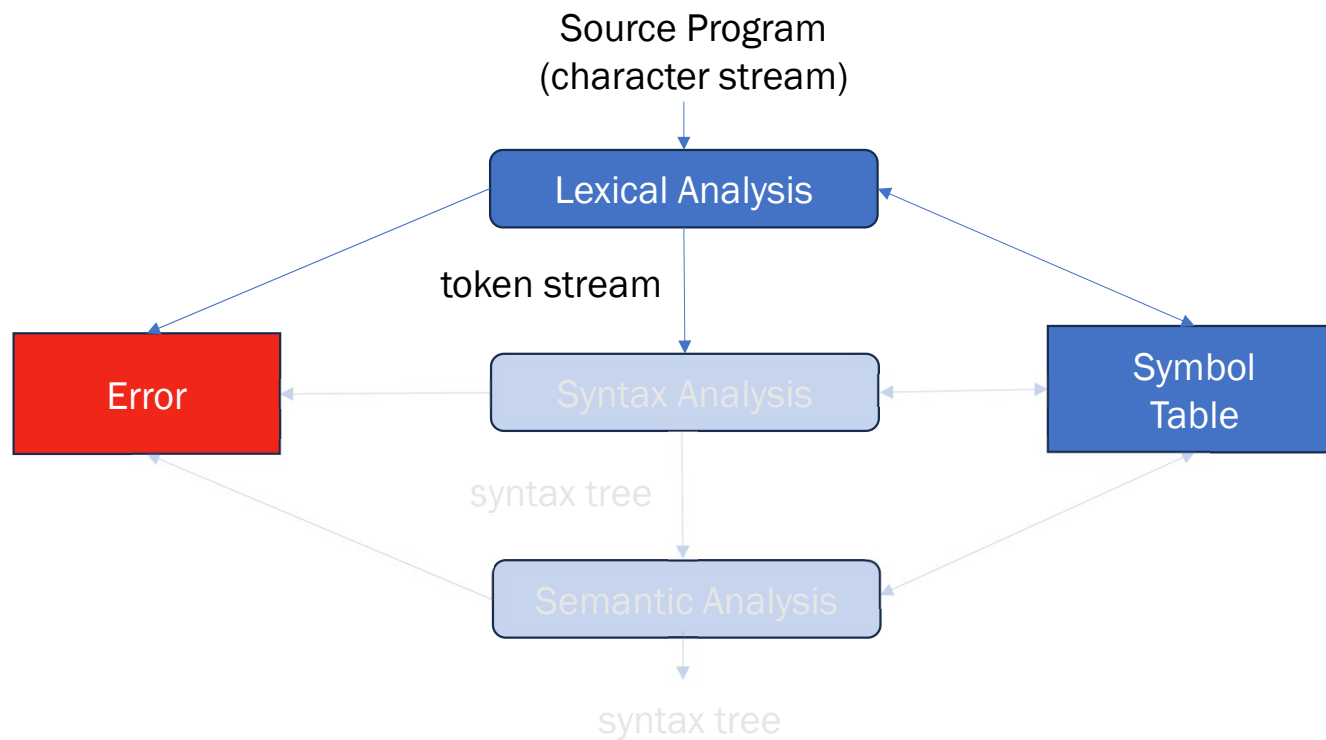 Source Program
(character stream)
Lexical Analysis
token stream
Error
Syntax Analysis
Symbol
Table
syntax tree
Semantic Analysis
syntax tree